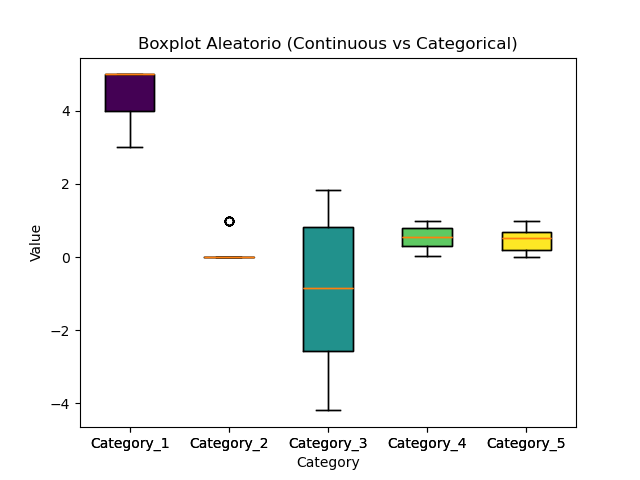 Boxplot Aleatorio (Continuous vs Categorical)
4
2
0
−2
−4
Value
Category_1 Category_2 Category_3 Category_4 Category_5
Category